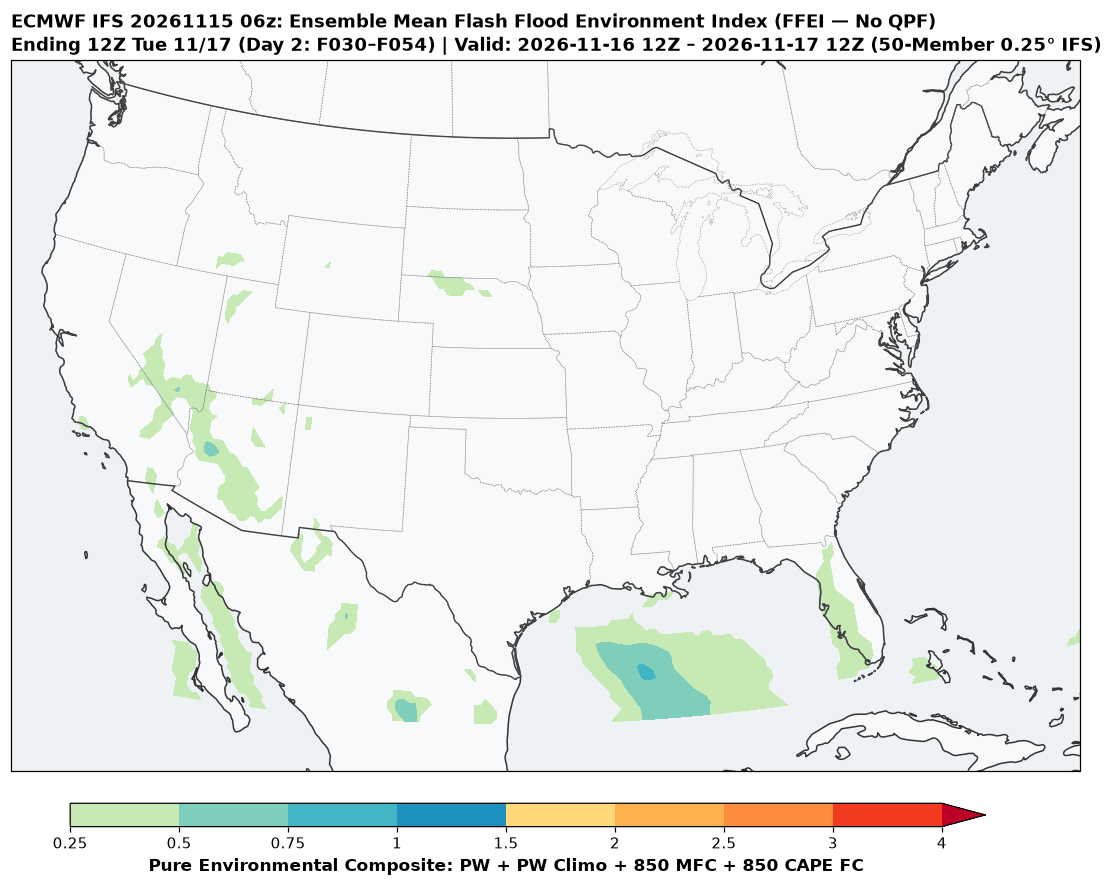 ECMWF IFS 20261115 06z: Ensemble Mean Flash Flood Environment Index (FFEI — No QPF)
Ending 12Z Tue 11/17 (Day 2: F030–F054) | Valid: 2026-11-16 12Z – 2026-11-17 12Z (50-Member 0.25° IFS)
0.25 0.5 0.75 1 1.5 2 2.5 3 4
Pure Environmental Composite: PW + PW Climo + 850 MFC + 850 CAPE FC